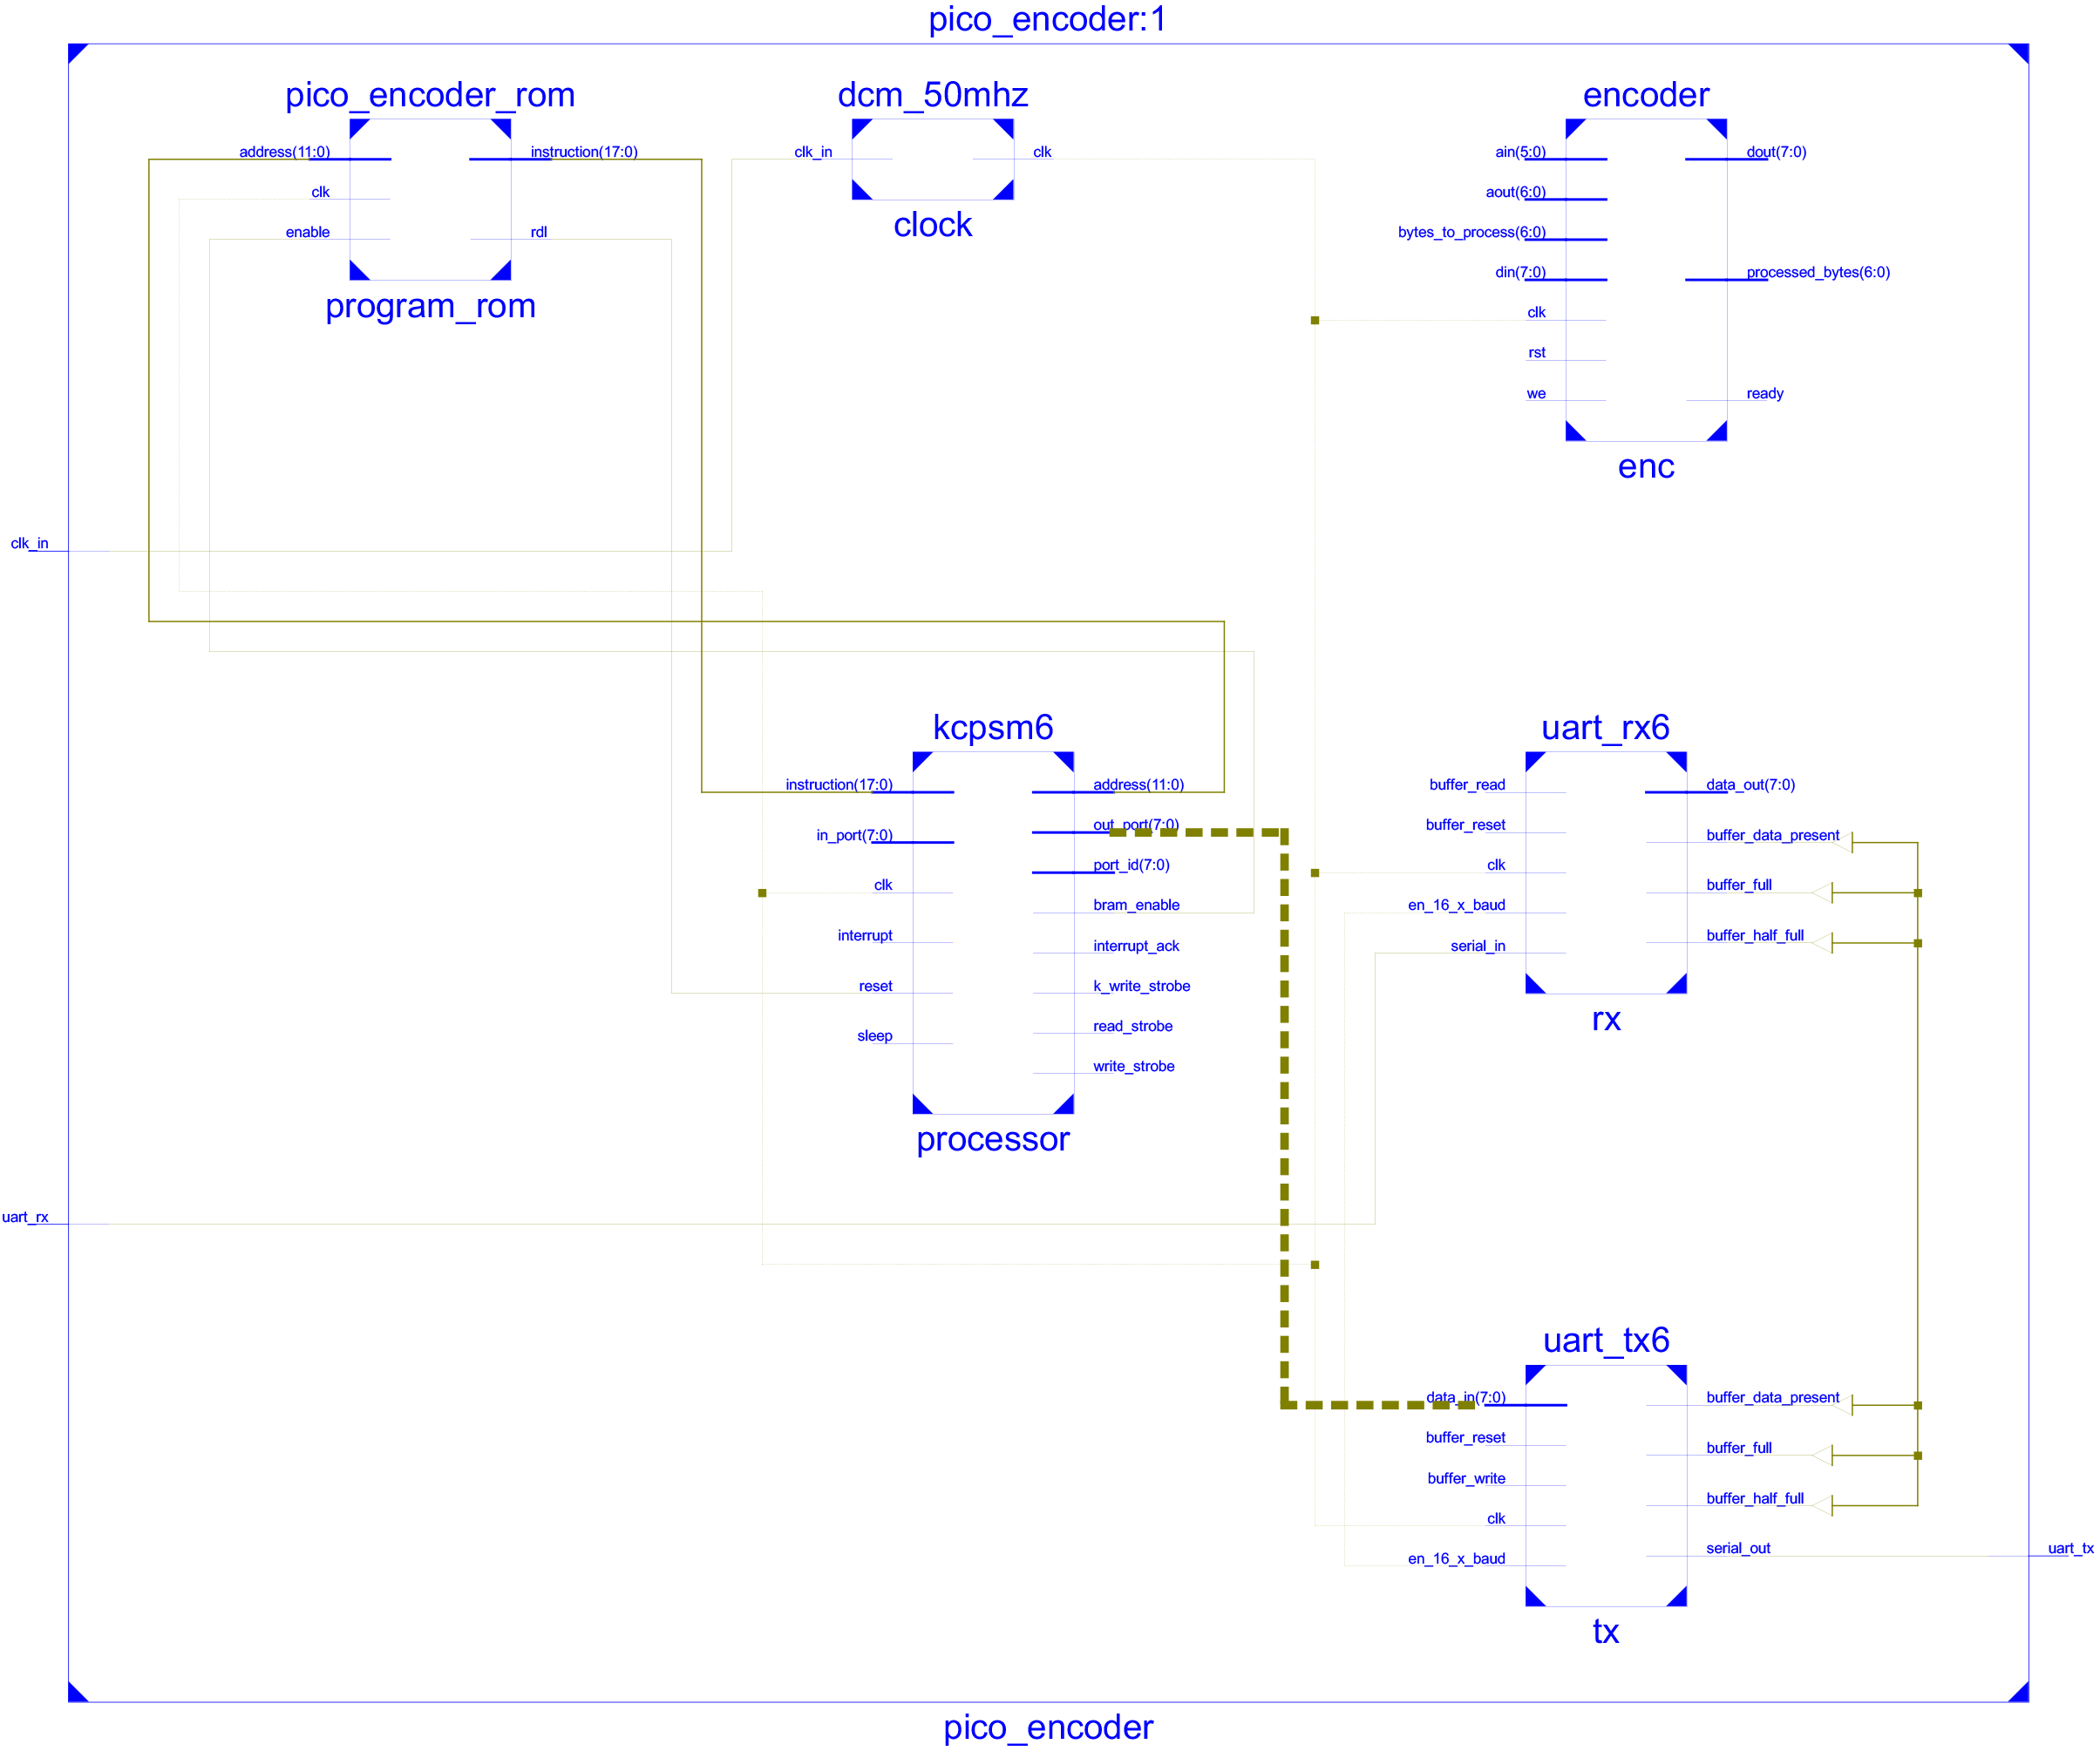 pico_encoder:1
pico_encoder_rom
address(11:0)
clk
enable
instruction(17:0)
rdl
program_rom
dcm_50mhz
clk_in
clk
clock
encoder
ain(5:0)
aout(6:0)
bytes_to_process(6:0)
din(7:0)
clk
rst
we
dout(7:0)
processed_bytes(6:0)
ready
enc
clk_in
uart_rx
kcpsm6
instruction(17:0)
in_port(7:0)
clk
interrupt
reset
sleep
address(11:0)
out_port(7:0)
port_id(7:0)
bram_enable
interrupt_ack
k_write_strobe
read_strobe
write_strobe
processor
uart_rx6
buffer_read
buffer_reset
clk
en_16_x_baud
serial_in
data_out(7:0)
buffer_data_present
buffer_full
buffer_half_full
rx
uart_tx6
data_in(7:0)
buffer_reset
buffer_write
clk
en_16_x_baud
buffer_data_present
buffer_full
buffer_half_full
serial_out
tx
uart_tx
pico_encoder